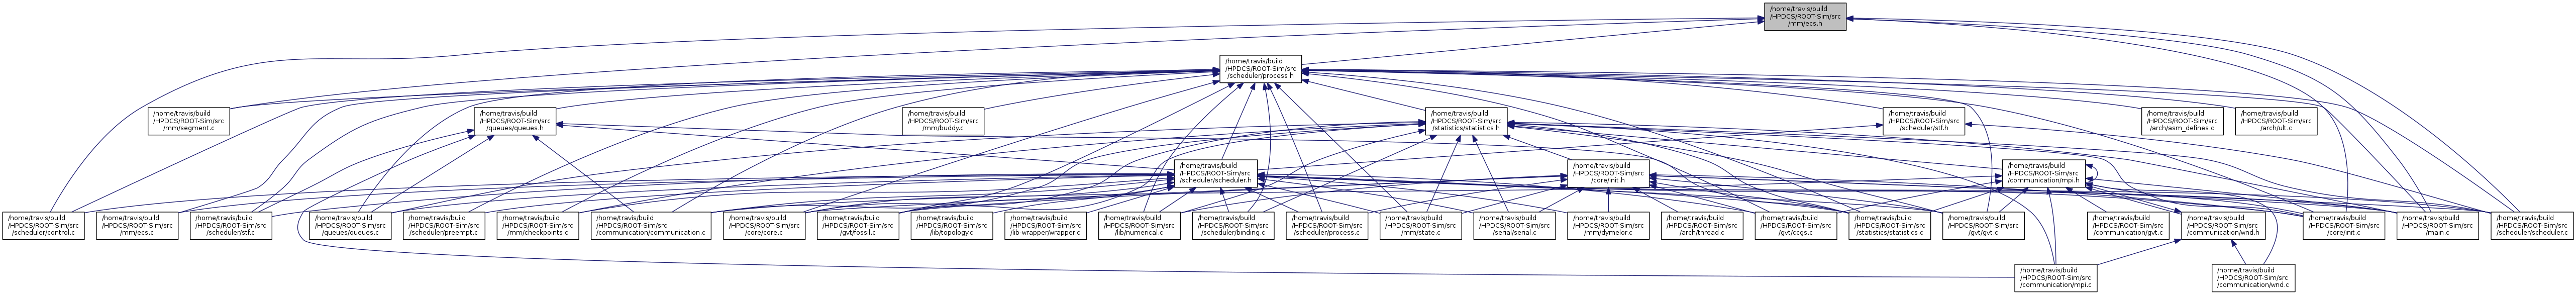 /home/travis/build
/HPDCS/ROOT-Sim/src
/mm/ecs.h
/home/travis/build
/HPDCS/ROOT-Sim/src
/scheduler/process.h
/home/travis/build
/HPDCS/ROOT-Sim/src
/mm/segment.c
/home/travis/build
/HPDCS/ROOT-Sim/src
/queues/queues.h
/home/travis/build
/HPDCS/ROOT-Sim/src
/mm/buddy.c
/home/travis/build
/HPDCS/ROOT-Sim/src
/statistics/statistics.h
/home/travis/build
/HPDCS/ROOT-Sim/src
/scheduler/stf.h
/home/travis/build
/HPDCS/ROOT-Sim/src
/arch/asm_defines.c
/home/travis/build
/HPDCS/ROOT-Sim/src
/arch/ult.c
/home/travis/build
/HPDCS/ROOT-Sim/src
/scheduler/scheduler.h
/home/travis/build
/HPDCS/ROOT-Sim/src
/core/init.h
/home/travis/build
/HPDCS/ROOT-Sim/src
/communication/mpi.h
/home/travis/build
/HPDCS/ROOT-Sim/src
/scheduler/control.c
/home/travis/build
/HPDCS/ROOT-Sim/src
/mm/ecs.c
/home/travis/build
/HPDCS/ROOT-Sim/src
/scheduler/stf.c
/home/travis/build
/HPDCS/ROOT-Sim/src
/queues/queues.c
/home/travis/build
/HPDCS/ROOT-Sim/src
/scheduler/preempt.c
/home/travis/build
/HPDCS/ROOT-Sim/src
/mm/checkpoints.c
/home/travis/build
/HPDCS/ROOT-Sim/src
/communication/communication.c
/home/travis/build
/HPDCS/ROOT-Sim/src
/core/core.c
/home/travis/build
/HPDCS/ROOT-Sim/src
/gvt/fossil.c
/home/travis/build
/HPDCS/ROOT-Sim/src
/lib/topology.c
/home/travis/build
/HPDCS/ROOT-Sim/src
/lib-wrapper/wrapper.c
/home/travis/build
/HPDCS/ROOT-Sim/src
/lib/numerical.c
/home/travis/build
/HPDCS/ROOT-Sim/src
/scheduler/binding.c
/home/travis/build
/HPDCS/ROOT-Sim/src
/scheduler/process.c
/home/travis/build
/HPDCS/ROOT-Sim/src
/mm/state.c
/home/travis/build
/HPDCS/ROOT-Sim/src
/serial/serial.c
/home/travis/build
/HPDCS/ROOT-Sim/src
/mm/dymelor.c
/home/travis/build
/HPDCS/ROOT-Sim/src
/arch/thread.c
/home/travis/build
/HPDCS/ROOT-Sim/src
/gvt/ccgs.c
/home/travis/build
/HPDCS/ROOT-Sim/src
/statistics/statistics.c
/home/travis/build
/HPDCS/ROOT-Sim/src
/gvt/gvt.c
/home/travis/build
/HPDCS/ROOT-Sim/src
/communication/gvt.c
/home/travis/build
/HPDCS/ROOT-Sim/src
/communication/wnd.h
/home/travis/build
/HPDCS/ROOT-Sim/src
/core/init.c
/home/travis/build
/HPDCS/ROOT-Sim/src
/main.c
/home/travis/build
/HPDCS/ROOT-Sim/src
/scheduler/scheduler.c
/home/travis/build
/HPDCS/ROOT-Sim/src
/communication/mpi.c
/home/travis/build
/HPDCS/ROOT-Sim/src
/communication/wnd.c